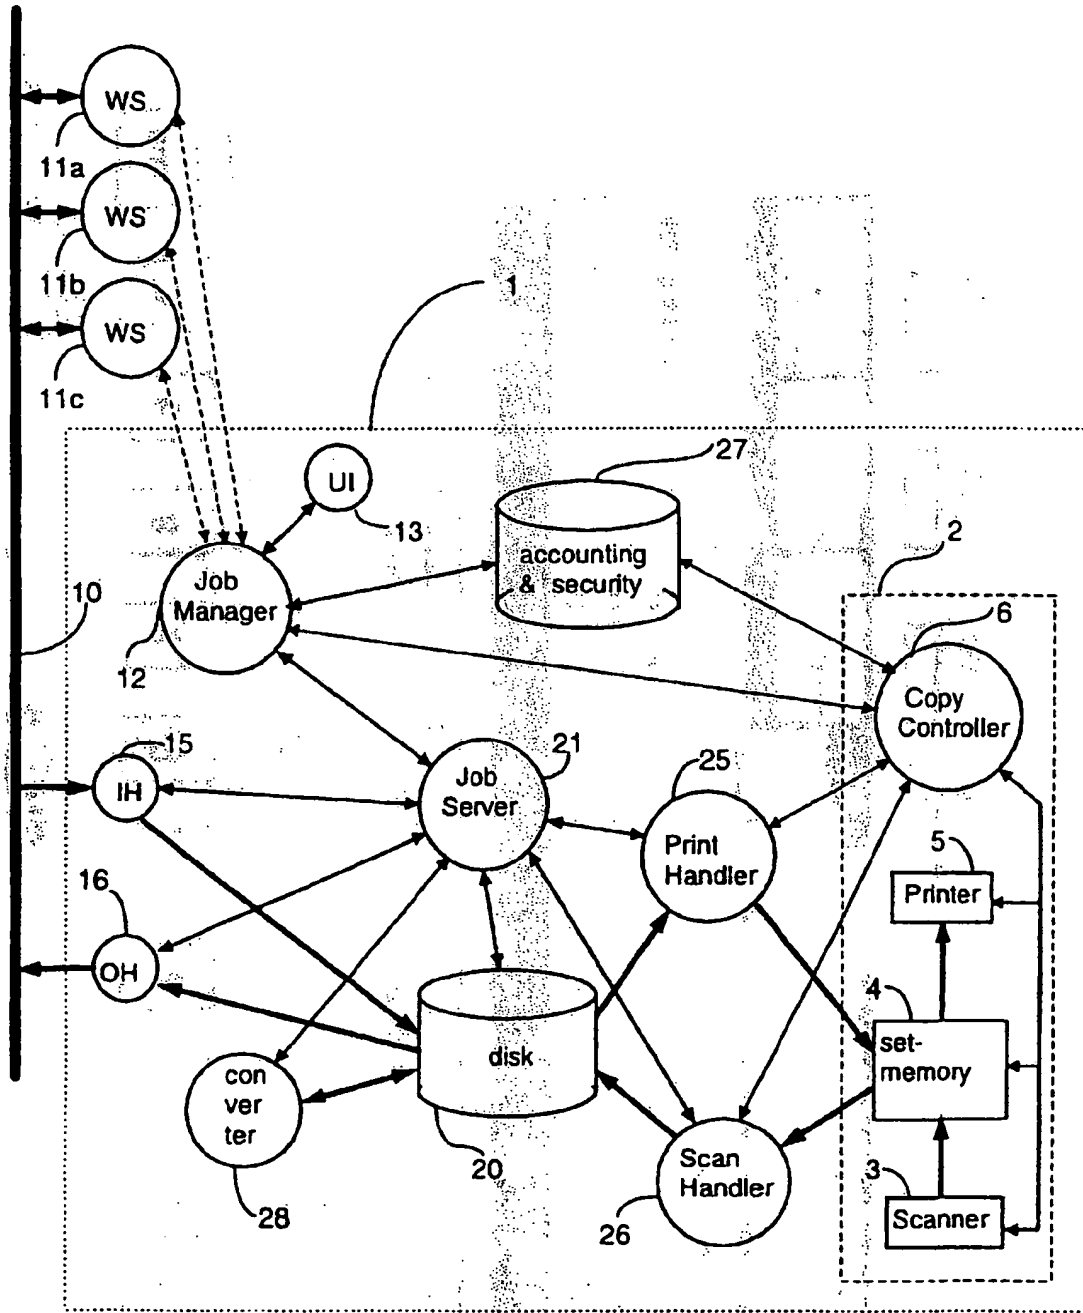 WS
11a
WS
11b
WS
11c
1
UI
13
27
accounting
& security
2
6
Job
Manager
10
12
Copy
Controller
15
IH
21
Job
Server
25
Print
Handler
5
Printer
16
OH
4
set-
memory
disk
con
ver
ter
20
28
Scan
Handler
26
3
Scanner